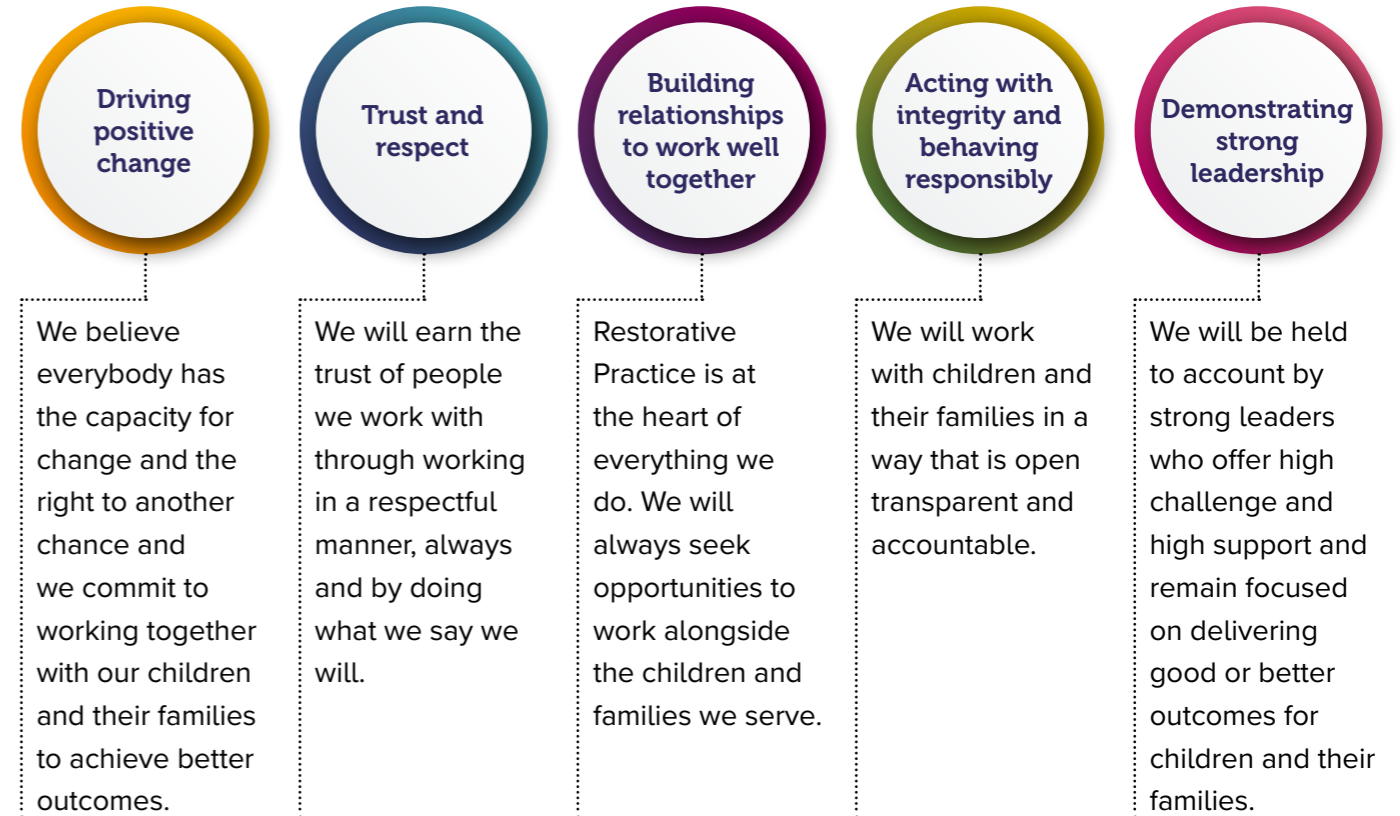 Driving
positive
change
Trust and
respect
Building
relationships
to work well
together
Acting with
integrity and
behaving
responsibly
Demonstrating
strong
leadership
We believe
everybody has
the capacity for
change and the
right to another
chance and
we commit to
working together
with our children
and their families
to achieve better
outcomes.
We will earn the
trust of people
we work with
through working
in a respectful
manner, always
and by doing
what we say we
will.
Restorative
Practice is at
the heart of
everything we
do. We will
always seek
opportunities to
work alongside
the children and
families we serve.
We will work
with children and
their families in a
way that is open
transparent and
accountable.
We will be held
to account by
strong leaders
who offer high
challenge and
high support and
remain focused
on delivering
good or better
outcomes for
children and their
families.